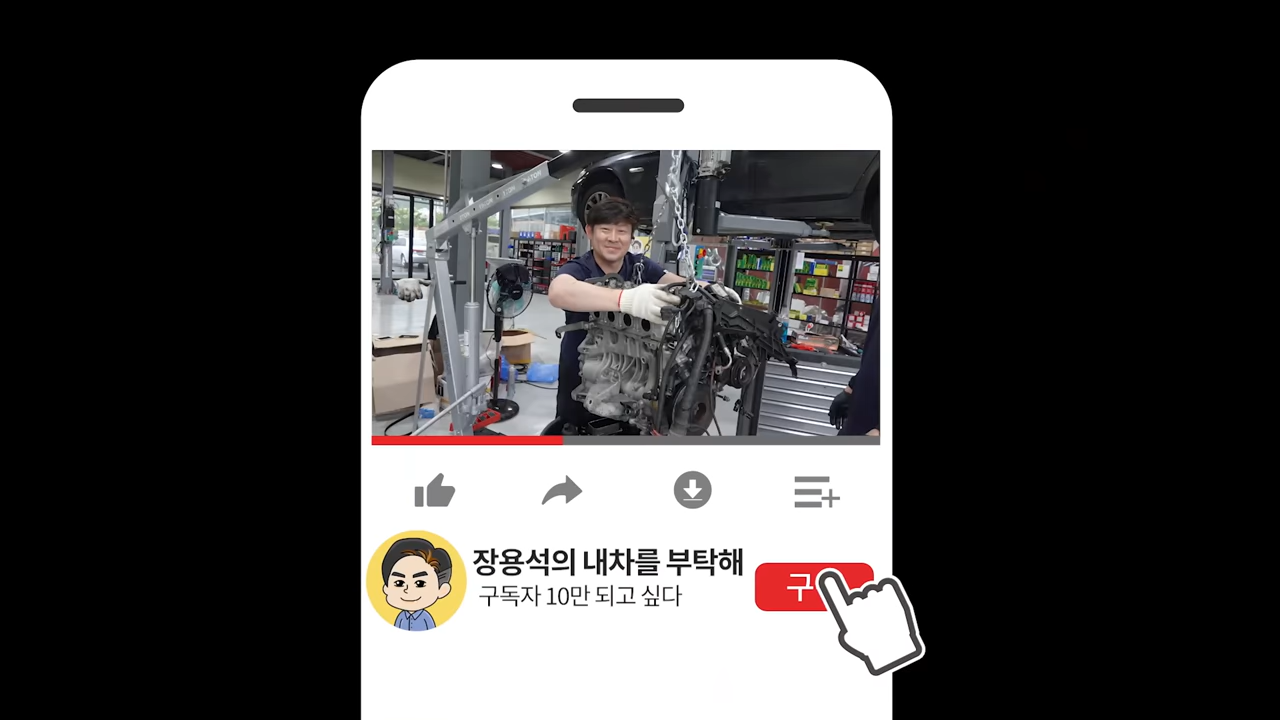 장용석의 내차를 부탁해
구독자 10만 되고 싶다
구